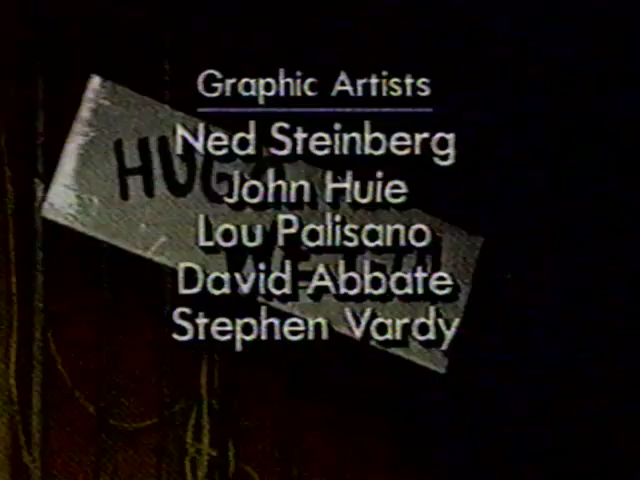 Graphic Artists
Ned Steinberg
John Huie
Lou Palisano
David Abbate
Stephen Vardy